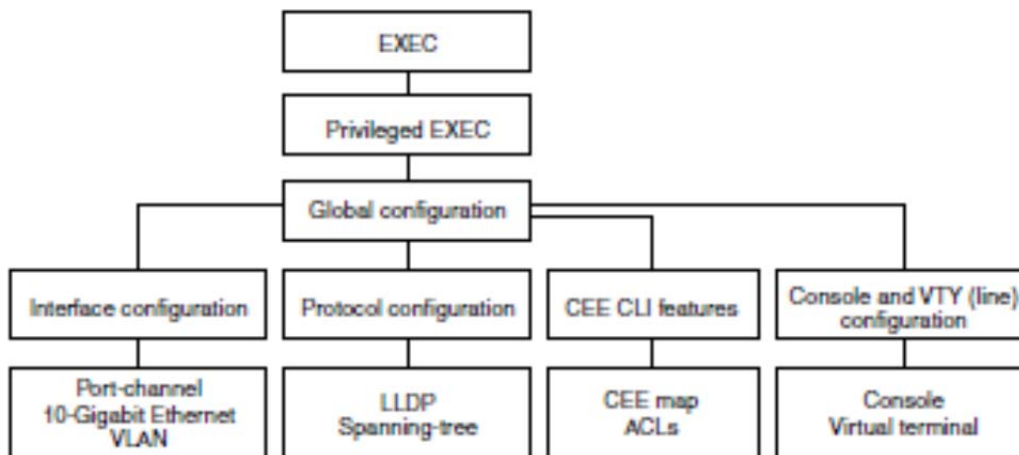 EXEC
Privileged EXEC
Global configuration
Interface configuration
Protocol configuration
CEE CLI features
Console and VTY (line)
configuration
Port-channel
10-Gigabit Ethernet
VLAN
LLDP
Spanning-tree
CEE map
ACLs
Console
Virtual terminal